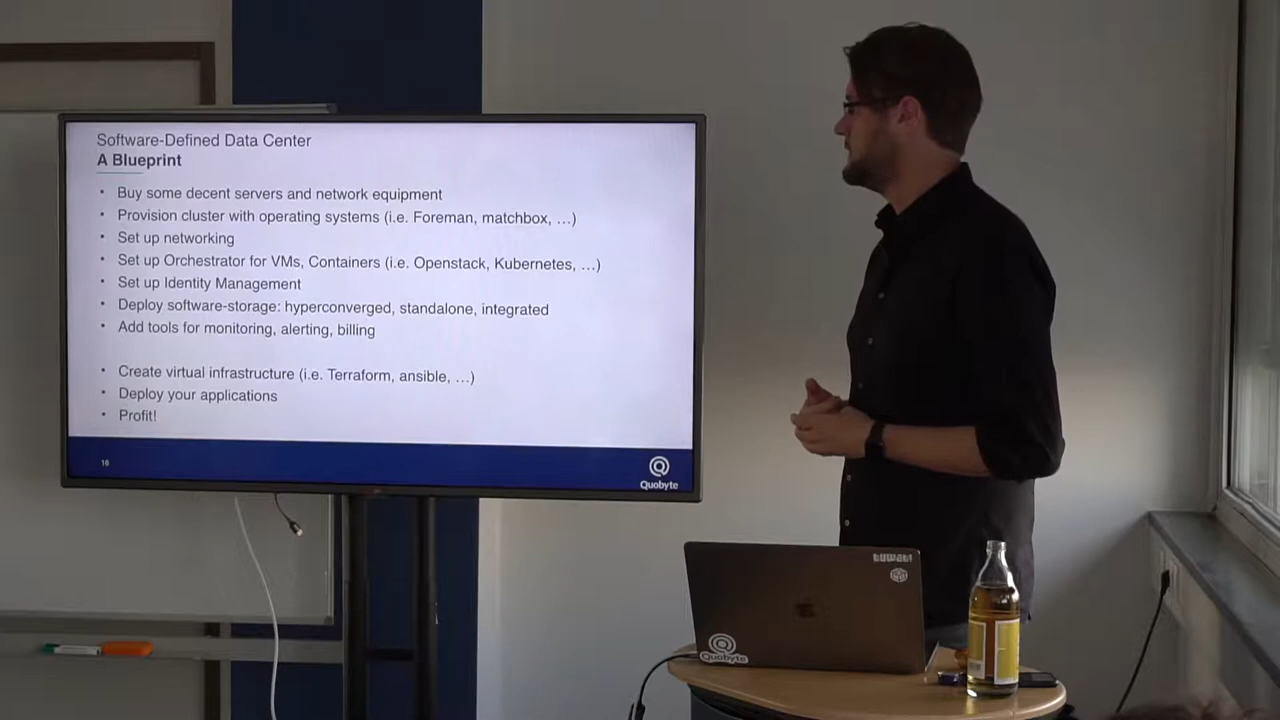 Software-Defined Data Center
A Blueprint
• Buy some decent servers and network equipment
• Provision cluster with operating systems (i.e. Foreman, matchbox, …)
• Set up networking
• Set up Orchestrator for VMs, Containers (i.e. Openstack, Kubernetes, …)
• Set up Identity Management
• Deploy software-storage: hyperconverged, standalone, integrated
• Add tools for monitoring, alerting, billing
• Create virtual infrastructure (i.e. Terraform, ansible, …)
• Deploy your applications
• Profit!
16
Quobyte
tuwat!
Quobyte